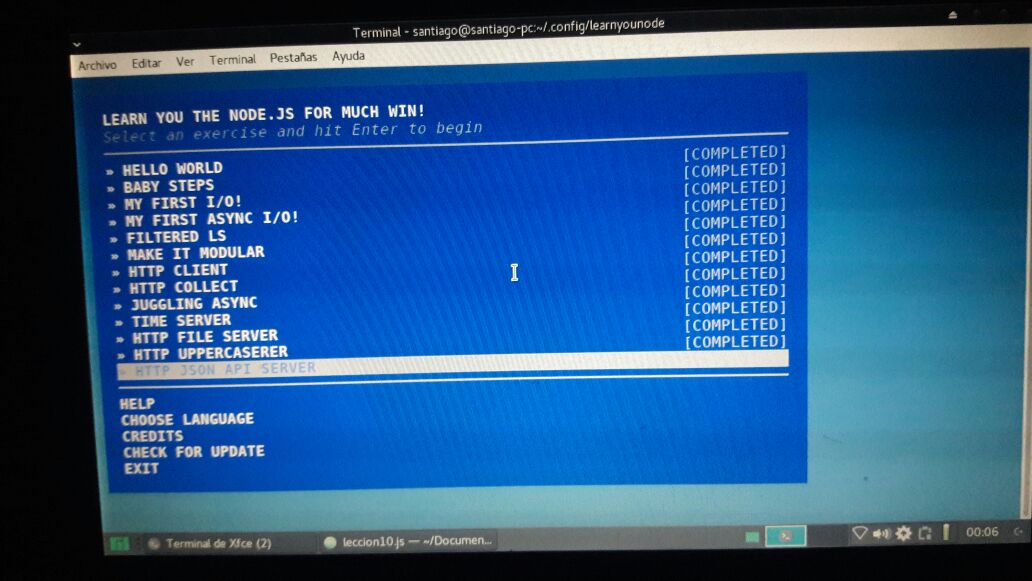 Terminal - santiago@santiago-pc:~/.config/learnyounode
Archivo Editar Ver Terminal Pestañas Ayuda
LEARN YOU THE NODE.JS FOR MUCH WIN!
Select an exercise and hit Enter to begin
» HELLO WORLD [COMPLETED]
» BABY STEPS [COMPLETED]
» MY FIRST I/O! [COMPLETED]
» MY FIRST ASYNC I/O! [COMPLETED]
» FILTERED LS [COMPLETED]
» MAKE IT MODULAR [COMPLETED]
» HTTP CLIENT [COMPLETED]
» HTTP COLLECT [COMPLETED]
» JUGGLING ASYNC [COMPLETED]
» TIME SERVER [COMPLETED]
» HTTP FILE SERVER [COMPLETED]
» HTTP UPPERCASERER [COMPLETED]
» HTTP JSON API SERVER
HELP
CHOOSE LANGUAGE
CREDITS
CHECK FOR UPDATE
EXIT
Terminal de Xfce (2) leccion10.js — ~/Documen... 00:06